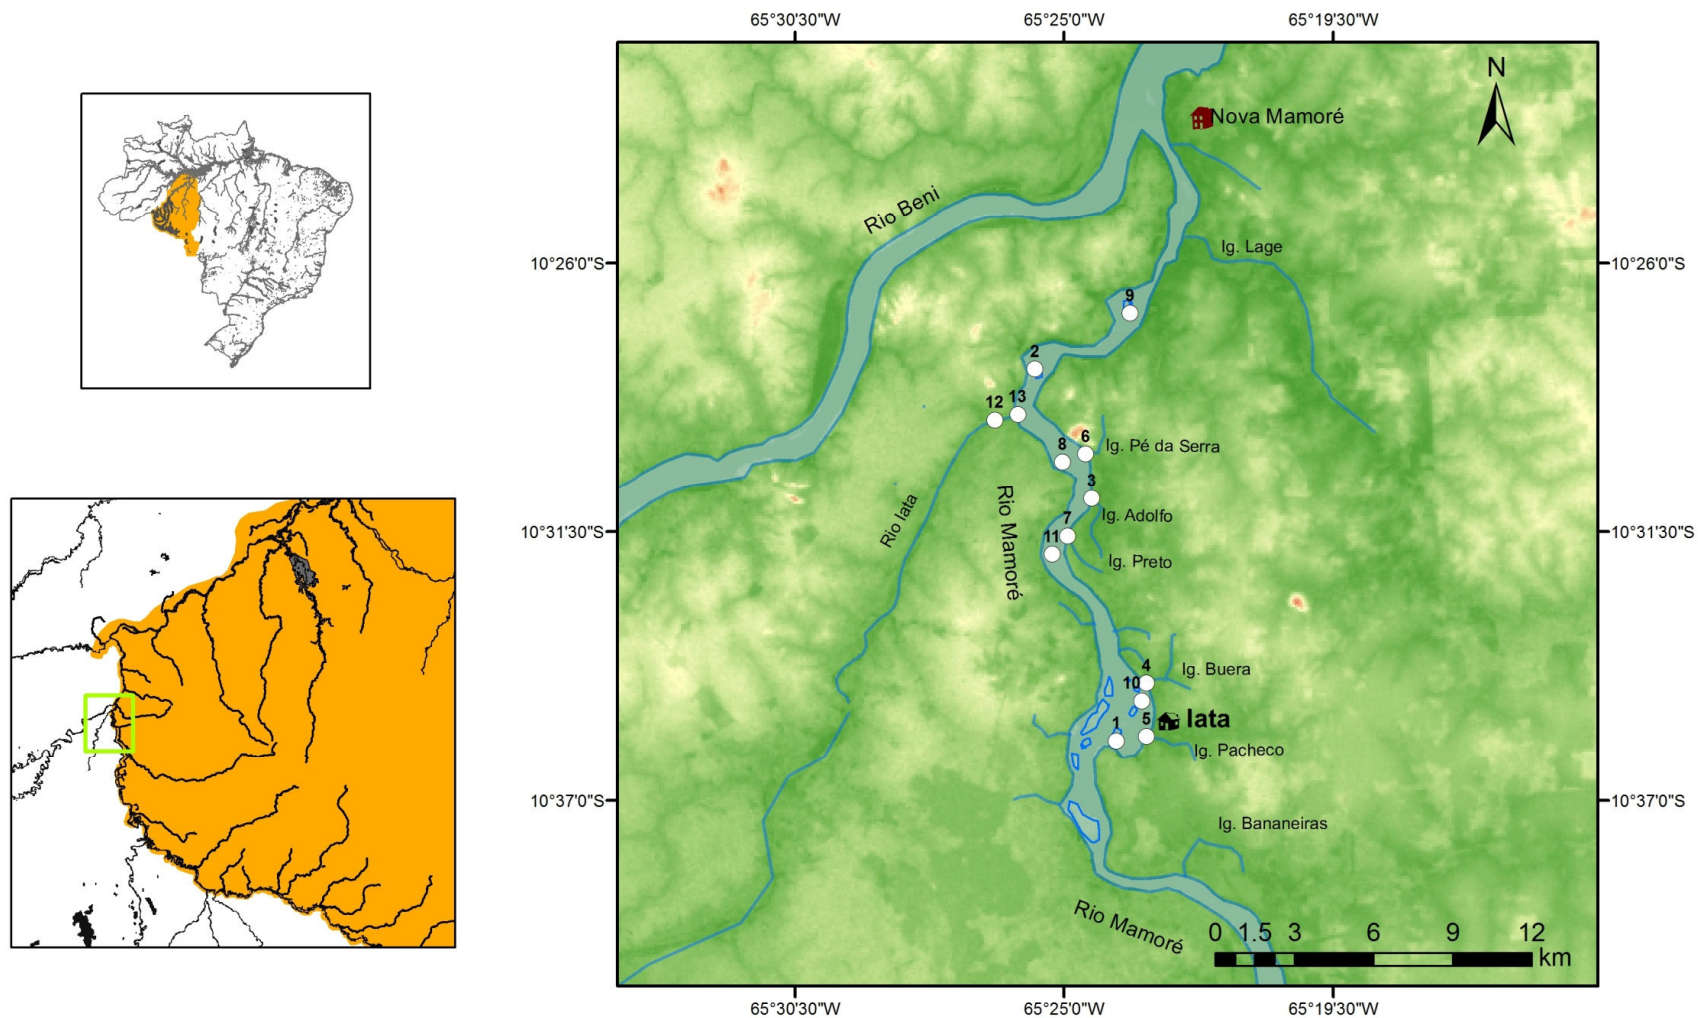 65°30'30"W 65°25'0"W 65°19'30"W
N
Nova Mamoré
Rio Beni
Ig. Lage
10°26'0"S 10°26'0"S
9
2
12 13
6
8
Ig. Pé da Serra
3
Rio Iata
Rio Mamoré
7
Ig. Adolfo
11
10°31'30"S 10°31'30"S
Ig. Preto
4
Ig. Buera
10
1
5
Iata
Ig. Pacheco
10°37'0"S 10°37'0"S
Ig. Bananeiras
Rio Mamoré
0 1.5 3 6 9 12
km
65°30'30"W 65°25'0"W 65°19'30"W